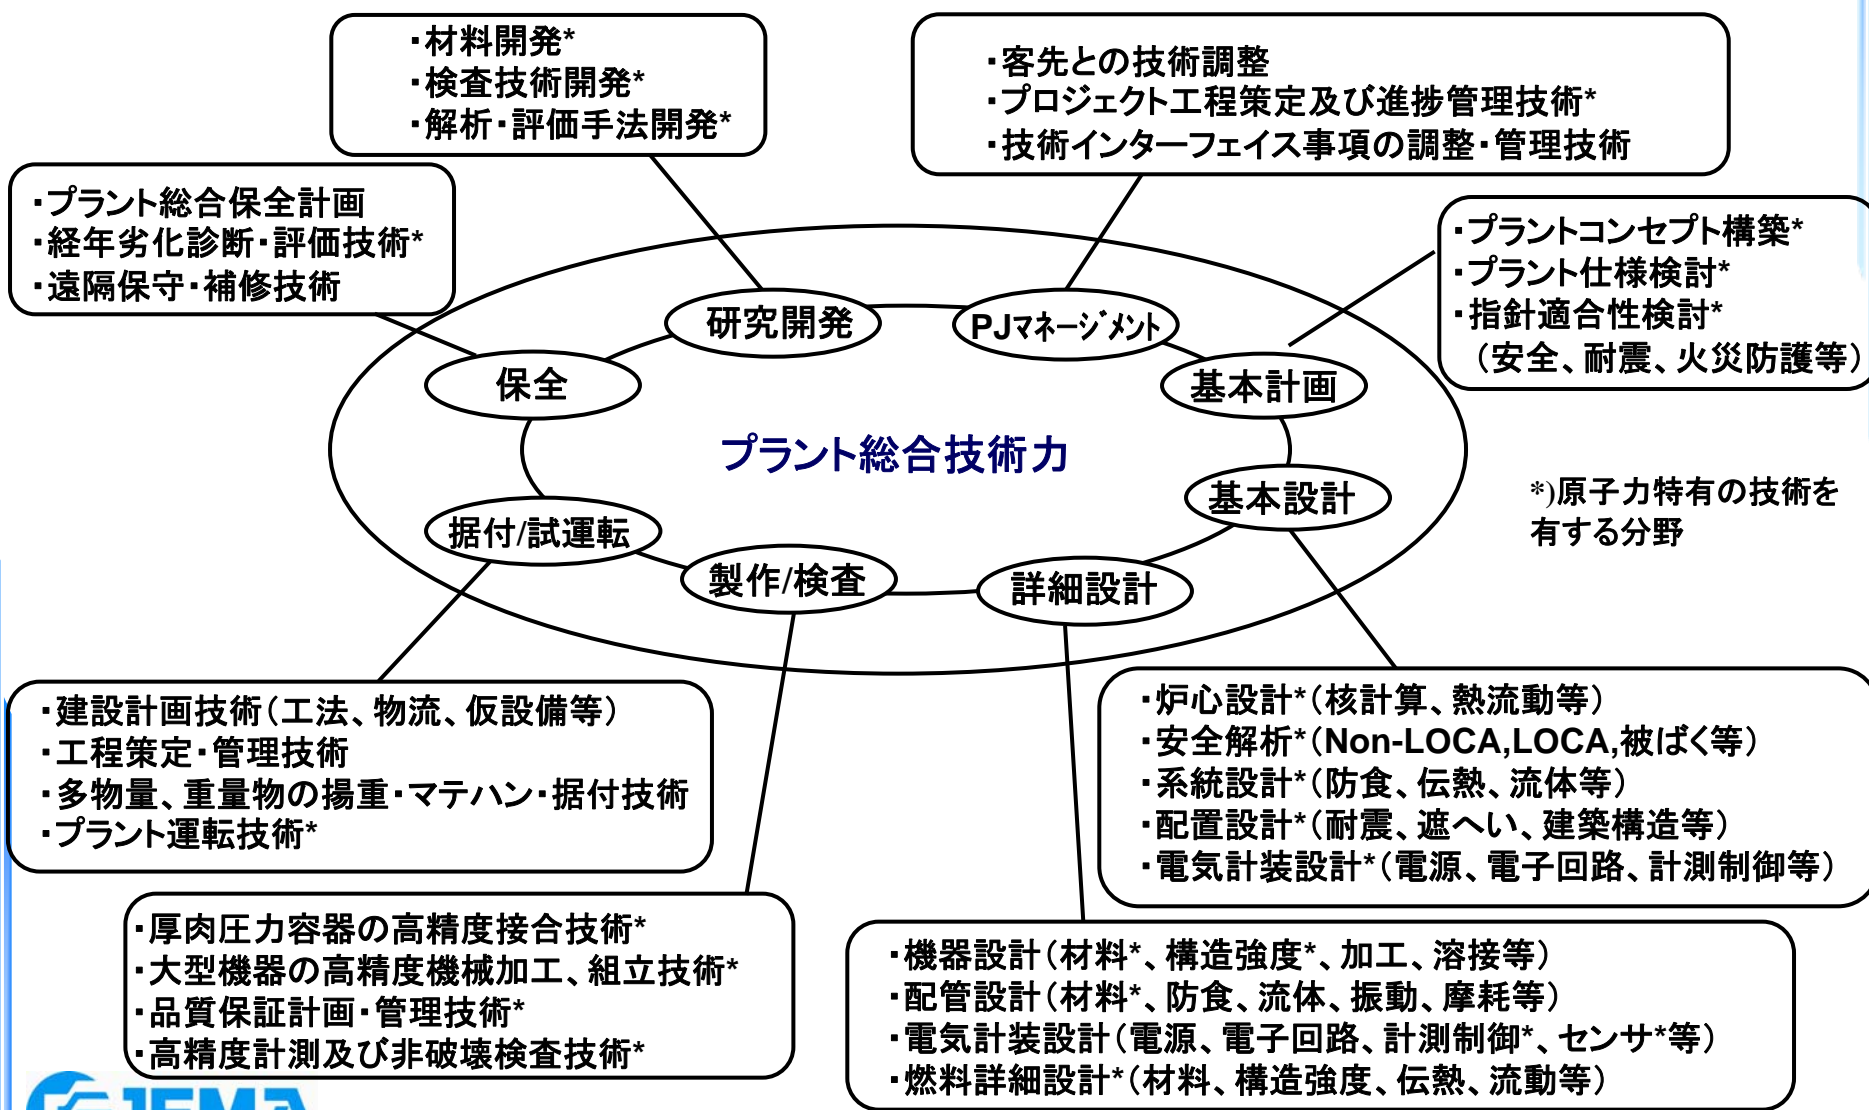 ・材料開発*
・検査技術開発*
・解析・評価手法開発*
・客先との技術調整
・プロジェクト工程策定及び進捗管理技術*
・技術インターフェイス事項の調整・管理技術
・プラント総合保全計画
・経年劣化診断・評価技術*
・遠隔保守・補修技術
・プラントコンセプト構築*
・プラント仕様検討*
・指針適合性検討*
（安全、耐震、火災防護等）
研究開発
PJマネージメント
保全
基本計画
プラント総合技術力
基本設計
据付/試運転
製作/検査
詳細設計
*)原子力特有の技術を
有する分野
・建設計画技術（工法、物流、仮設備等）
・工程策定・管理技術
・多物量、重量物の揚重・マテハン・据付技術
・プラント運転技術*
・炉心設計*（核計算、熱流動等）
・安全解析*（Non-LOCA,LOCA,被ばく等）
・系統設計*（防食、伝熱、流体等）
・配置設計*（耐震、遮へい、建築構造等）
・電気計装設計*（電源、電子回路、計測制御等）
・厚肉圧力容器の高精度接合技術*
・大型機器の高精度機械加工、組立技術*
・品質保証計画・管理技術*
・高精度計測及び非破壊検査技術*
・機器設計（材料*、構造強度*、加工、溶接等）
・配管設計（材料*、防食、流体、振動、摩耗等）
・電気計装設計（電源、電子回路、計測制御*、センサ*等）
・燃料詳細設計*（材料、構造強度、伝熱、流動等）
JEMA